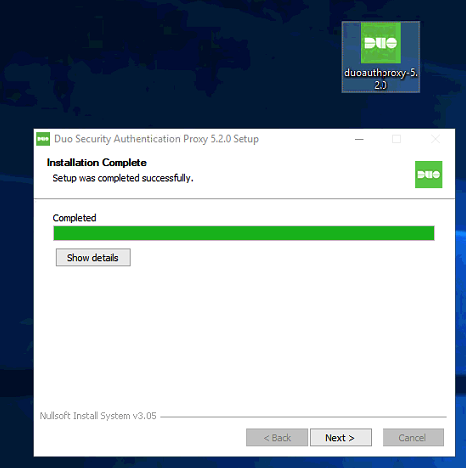 DUO
duoauthproxy-5.
2.0
DUO
Duo Security Authentication Proxy 5.2.0 Setup
Installation Complete
Setup was completed successfully.
DUO
Completed
Show details
Nullsoft Install System v3.05
< Back
Next >
Cancel